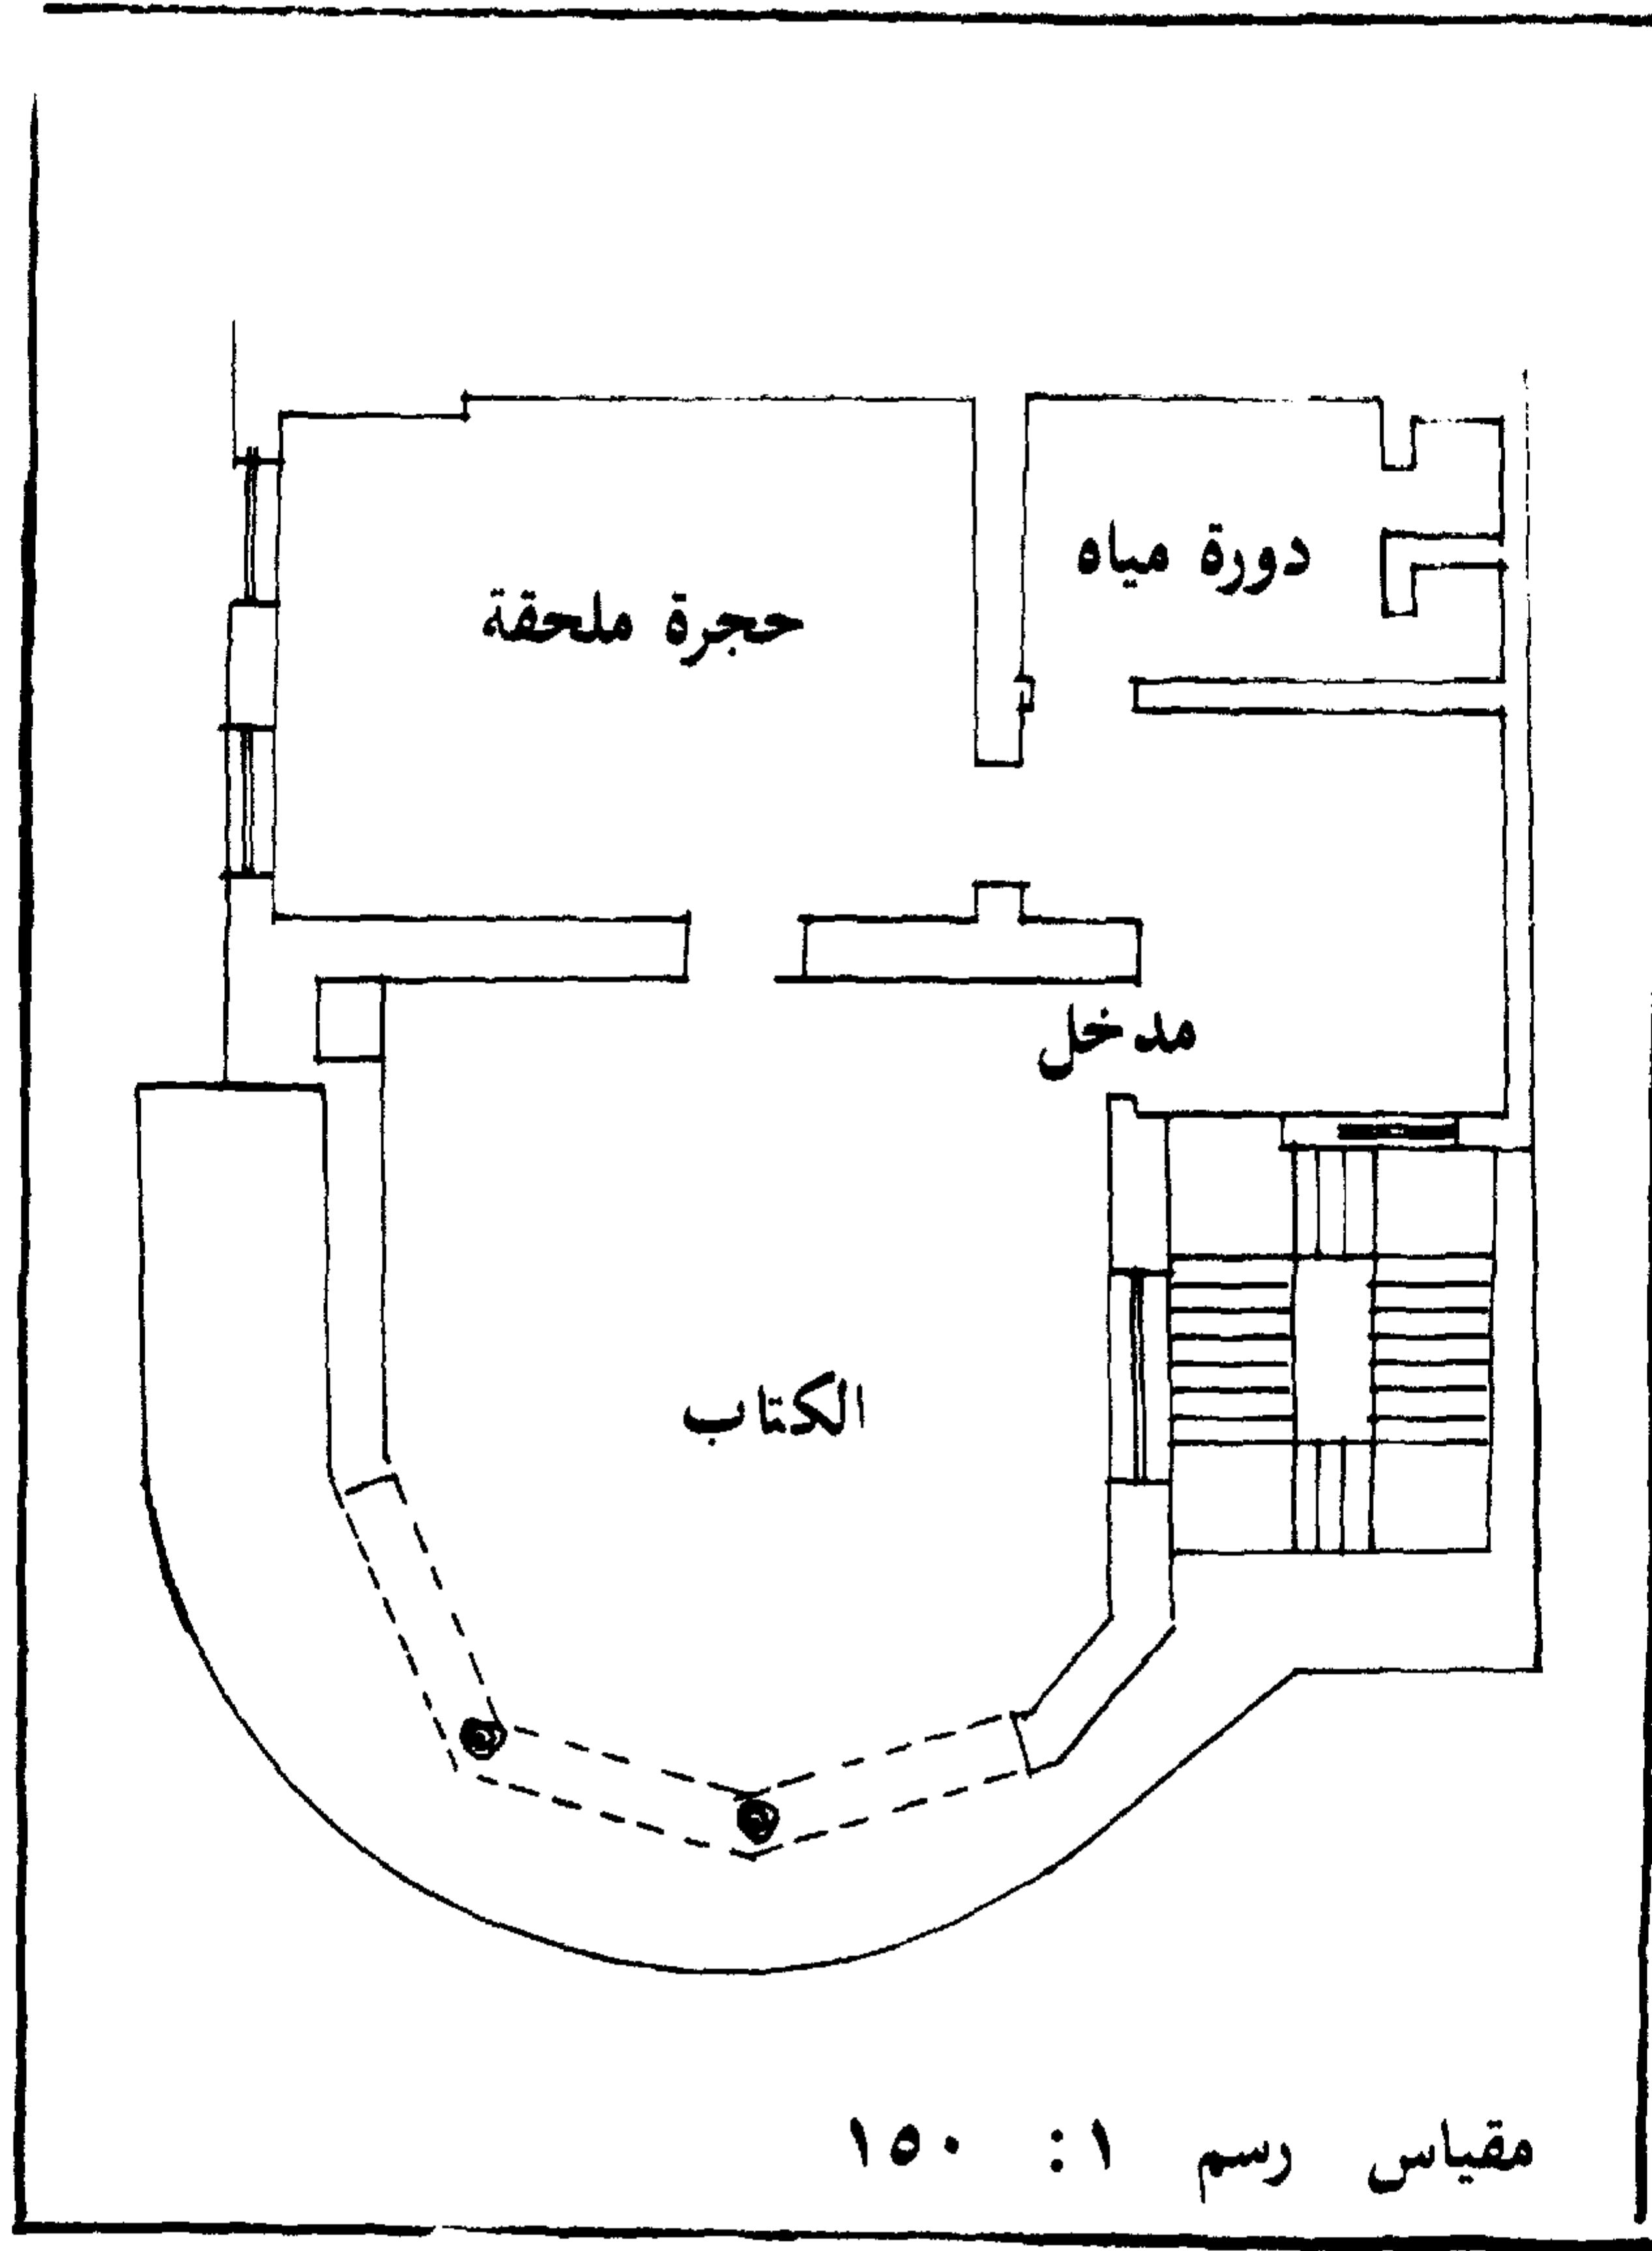 دورة مياه
حجرة ملحقة
مدخل
الكتاب
مقياس رسم ١: ١٥٠